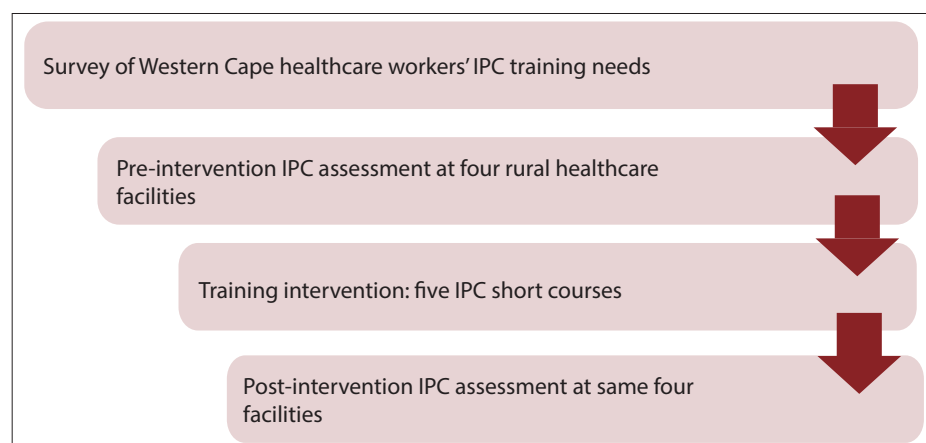 Survey of Western Cape healthcare workers’ IPC training needs
Pre-intervention IPC assessment at four rural healthcare
facilities
Training intervention: five IPC short courses
Post-intervention IPC assessment at same four
facilities